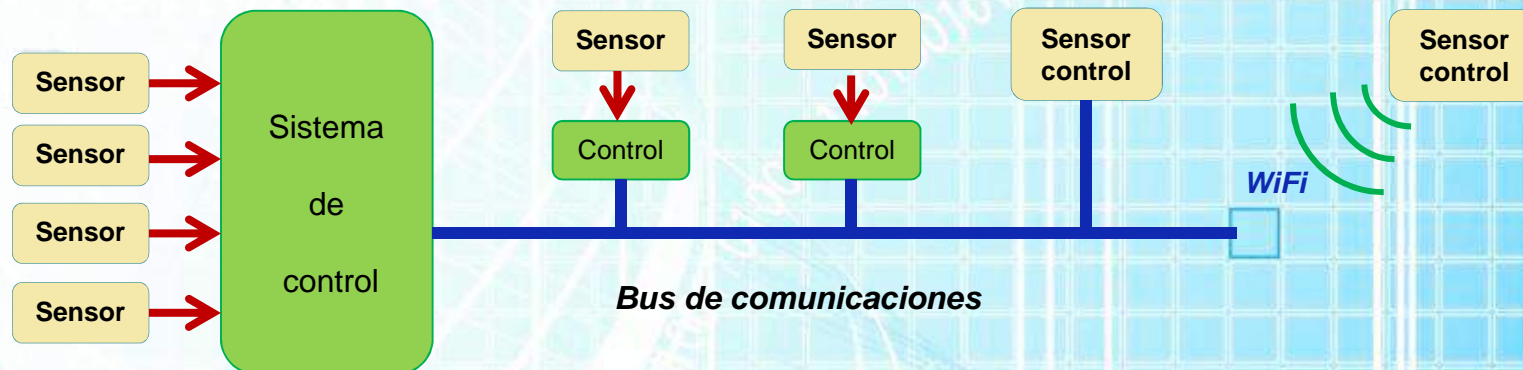 Sensor
Sensor
Sensor
Sensor
Sistema
de
control
Sensor
Control
Sensor
Control
Sensor
control
WiFi
Sensor
control
Bus de comunicaciones